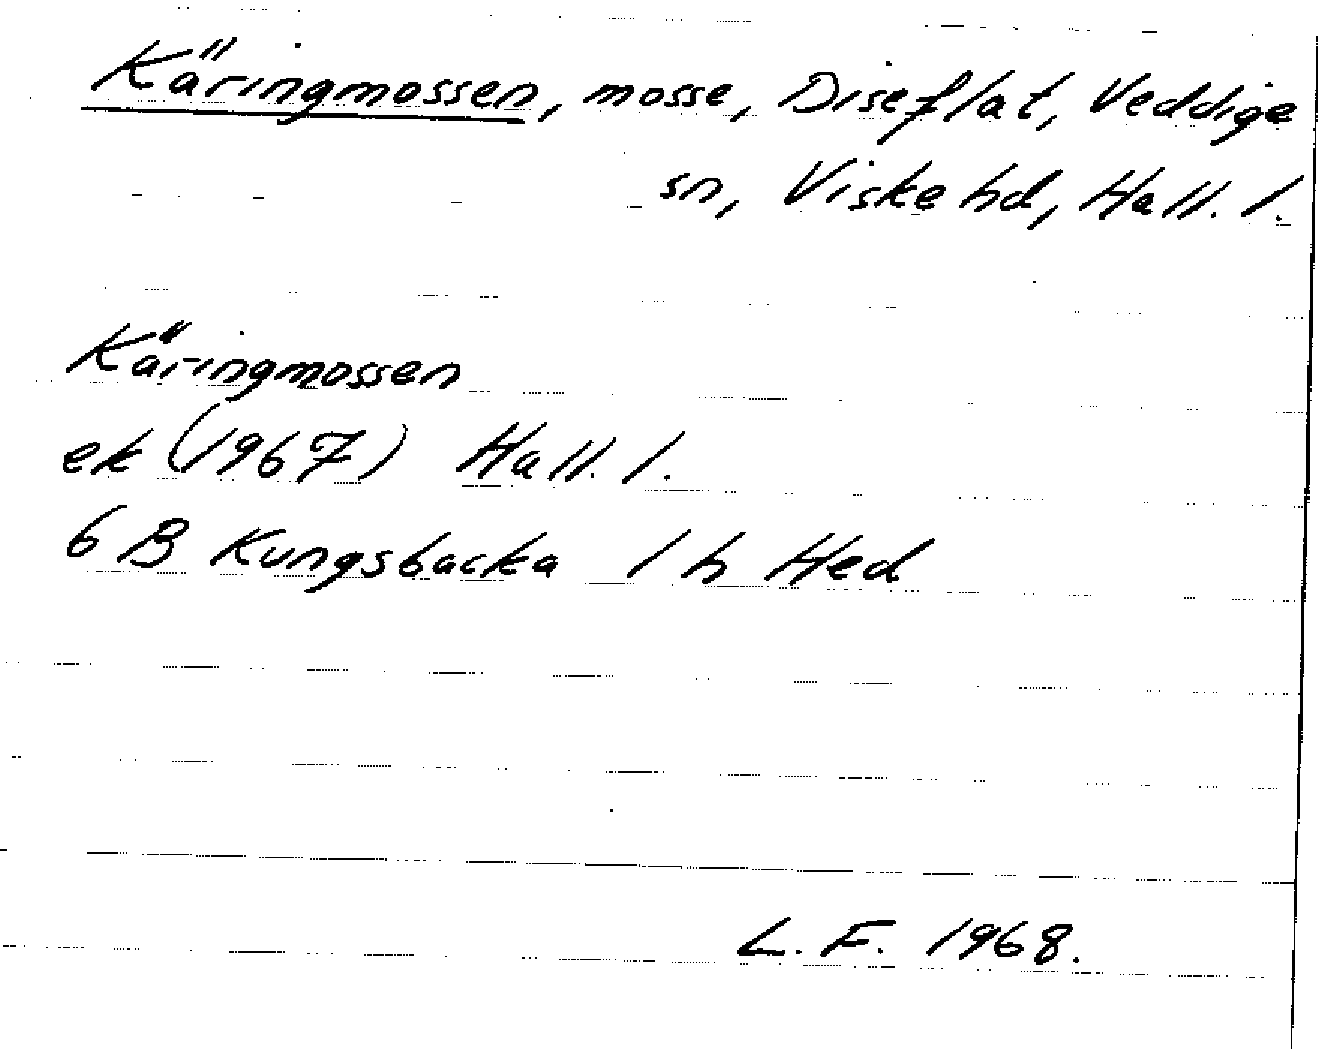 Käringmossen, mosse, Diseflat, Veddige
sn, Viske hd, Hall. l.
Käringmossen
ek (1967) Hall. l.
6 B Kungsbacka 1 h Hed
L. F. 1968.